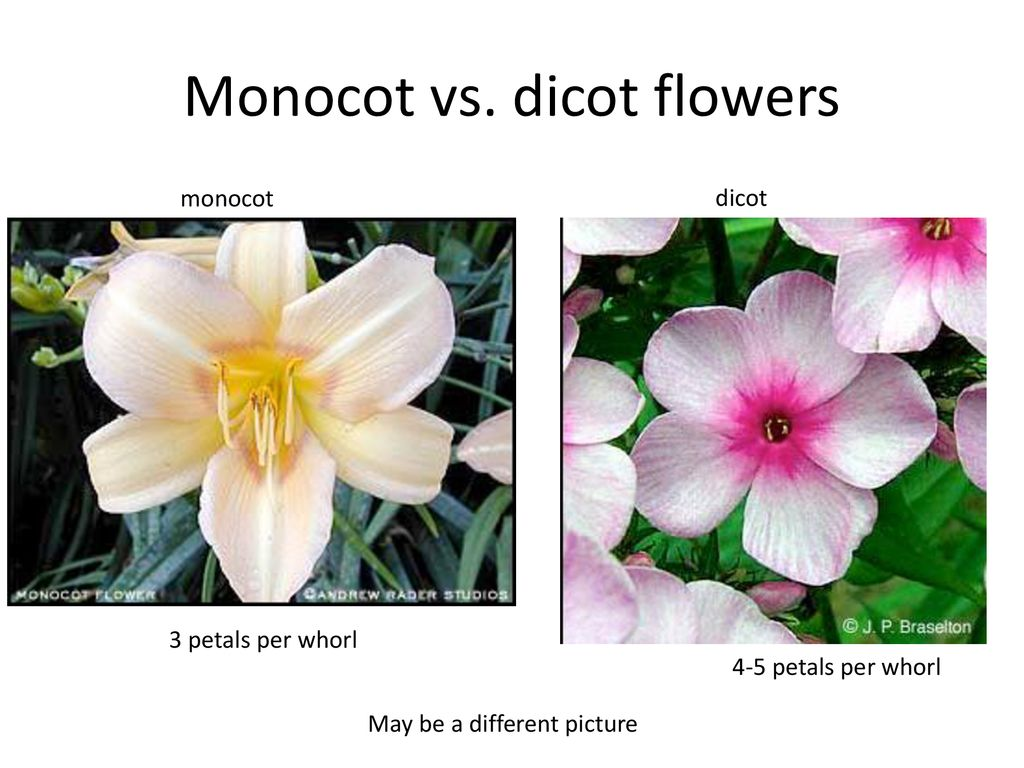 Monocot vs. dicot flowers
monocot
dicot
MONOCOT FLOWER
©ANDREW RADER STUDIOS
© J. P. Braselton
3 petals per whorl
4-5 petals per whorl
May be a different picture